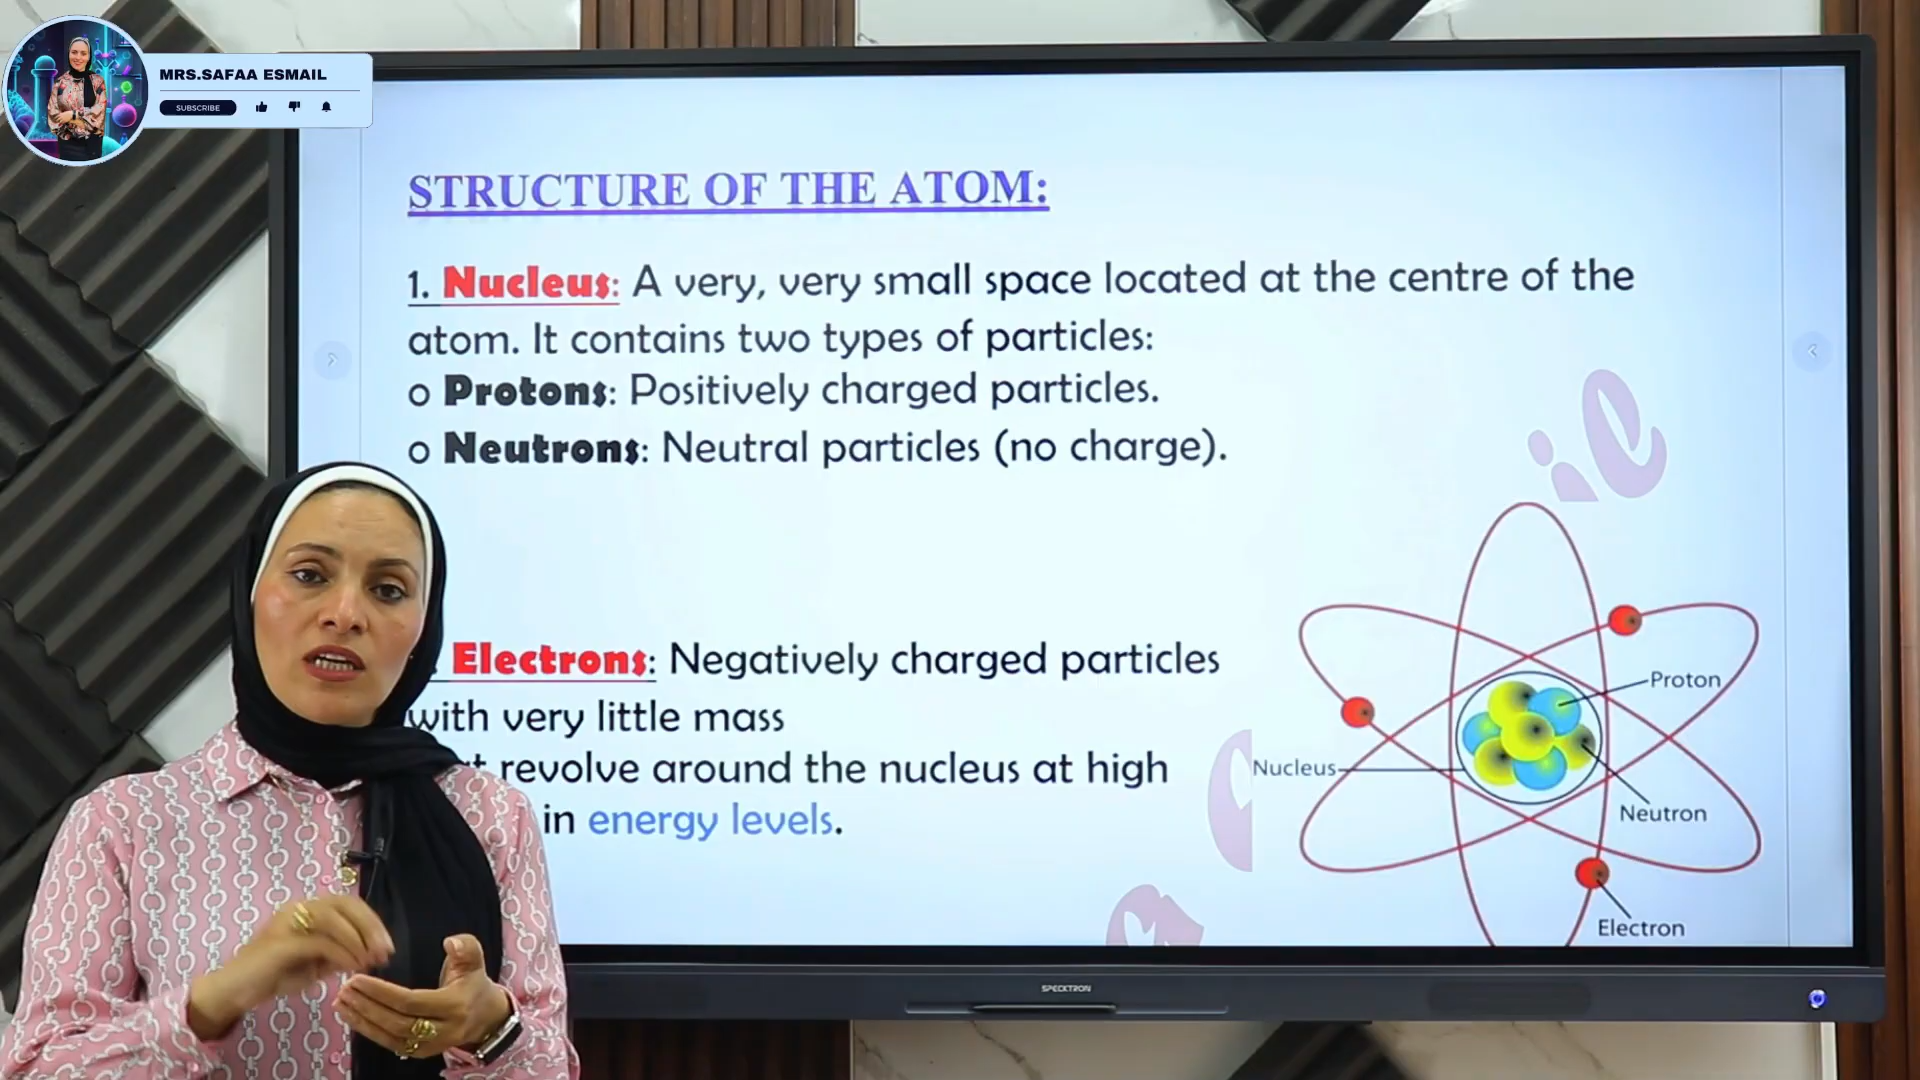 MRS.SAFAA ESMAIL
SUBSCRIBE
STRUCTURE OF THE ATOM:
1. Nucleus: A very, very small space located at the centre of the
atom. It contains two types of particles:
o Protons: Positively charged particles.
o Neutrons: Neutral particles (no charge).
Electrons: Negatively charged particles
with very little mass
revolve around the nucleus at high
in energy levels.
Proton
Nucleus
Neutron
Electron
ie
SPECKTRON